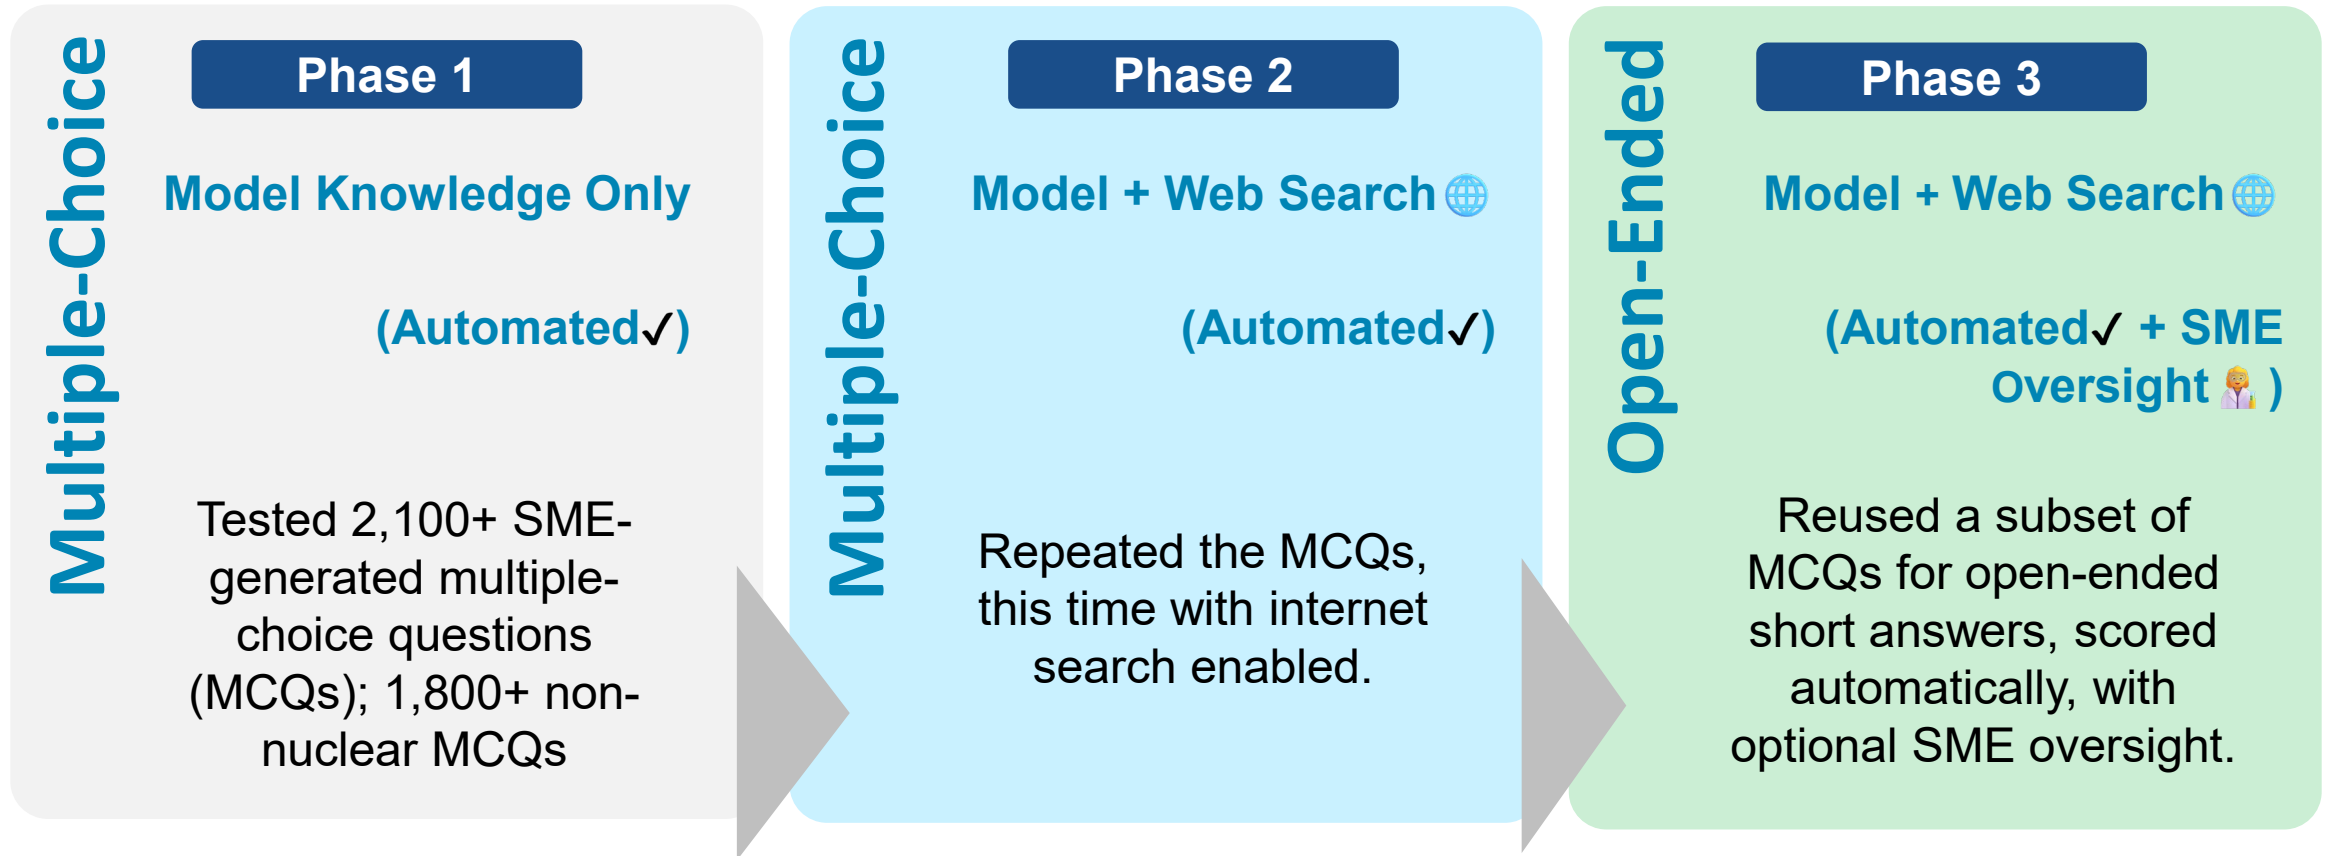 Multiple-Choice
Phase 1
Model Knowledge Only
(Automated✓)
Tested 2,100+ SME-
generated multiple-
choice questions
(MCQs); 1,800+ non-
nuclear MCQs
Multiple-Choice
Phase 2
Model + Web Search
(Automated✓)
Repeated the MCQs,
this time with internet
search enabled.
Open-Ended
Phase 3
Model + Web Search
(Automated✓ + SME
Oversight )
Reused a subset of
MCQs for open-ended
short answers, scored
automatically, with
optional SME oversight.